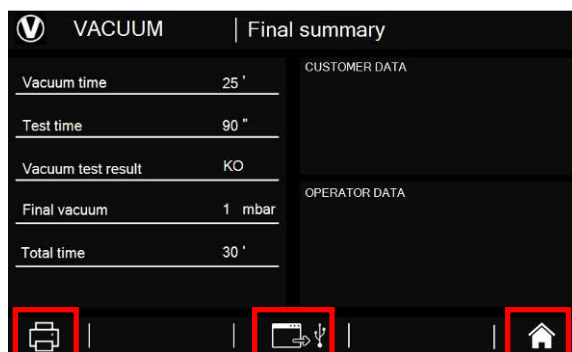 V VACUUM | Final summary
Vacuum time 25 '
Test time 90 "
Vacuum test result KO
Final vacuum 1 mbar
Total time 30 '
CUSTOMER DATA
OPERATOR DATA